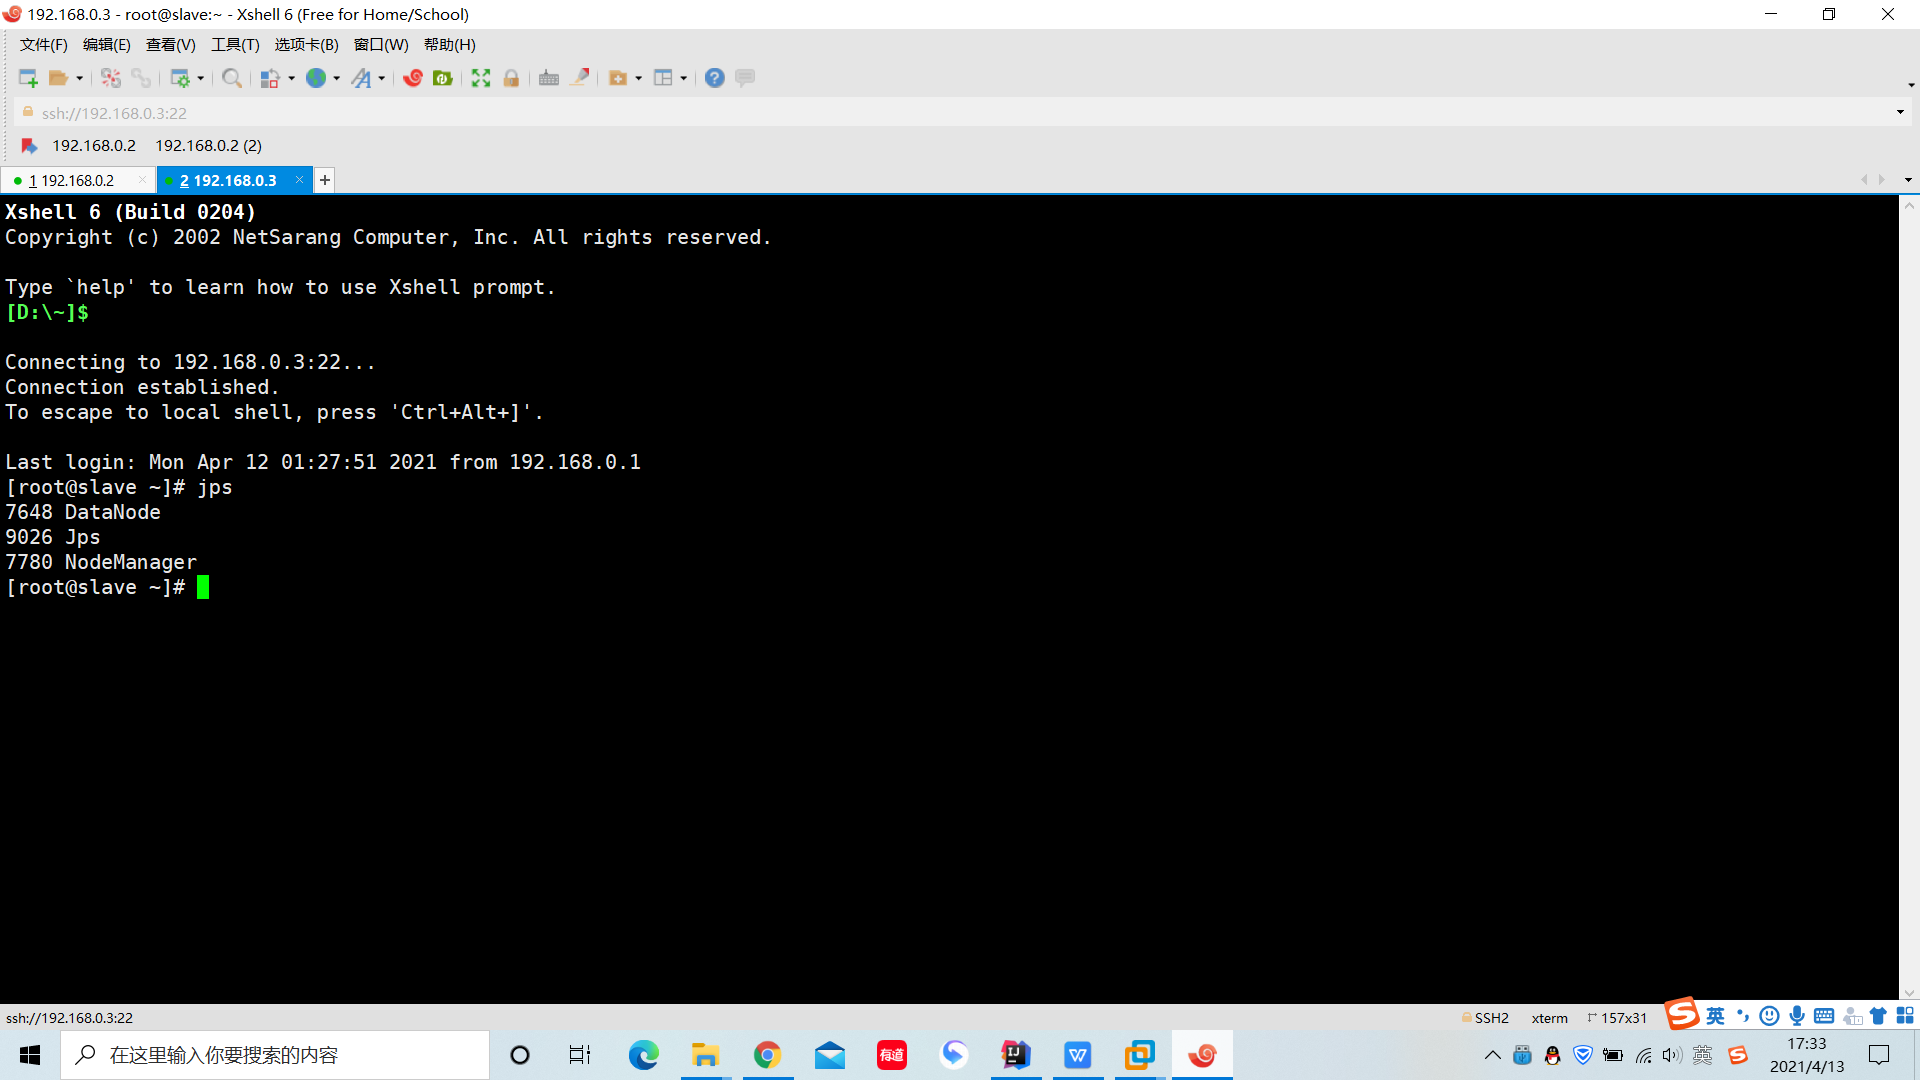 192.168.0.3 - root@slave:~ - Xshell 6 (Free for Home/School)
文件(F) 编辑(E) 查看(V) 工具(T) 选项卡(B) 窗口(W) 帮助(H)
ssh://192.168.0.3:22
192.168.0.2 192.168.0.2 (2)
1 192.168.0.2 × 2 192.168.0.3 × +
Xshell 6 (Build 0204)
Copyright (c) 2002 NetSarang Computer, Inc. All rights reserved.
Type `help' to learn how to use Xshell prompt.
[D:\~]$
Connecting to 192.168.0.3:22...
Connection established.
To escape to local shell, press 'Ctrl+Alt+]'.
Last login: Mon Apr 12 01:27:51 2021 from 192.168.0.1
[root@slave ~]# jps
7648 DataNode
9026 Jps
7780 NodeManager
[root@slave ~]#
ssh://192.168.0.3:22 SSH2 xterm 157x31 S 英
在这里输入你要搜索的内容 有道 IJ W 英 S 17:33
2021/4/13